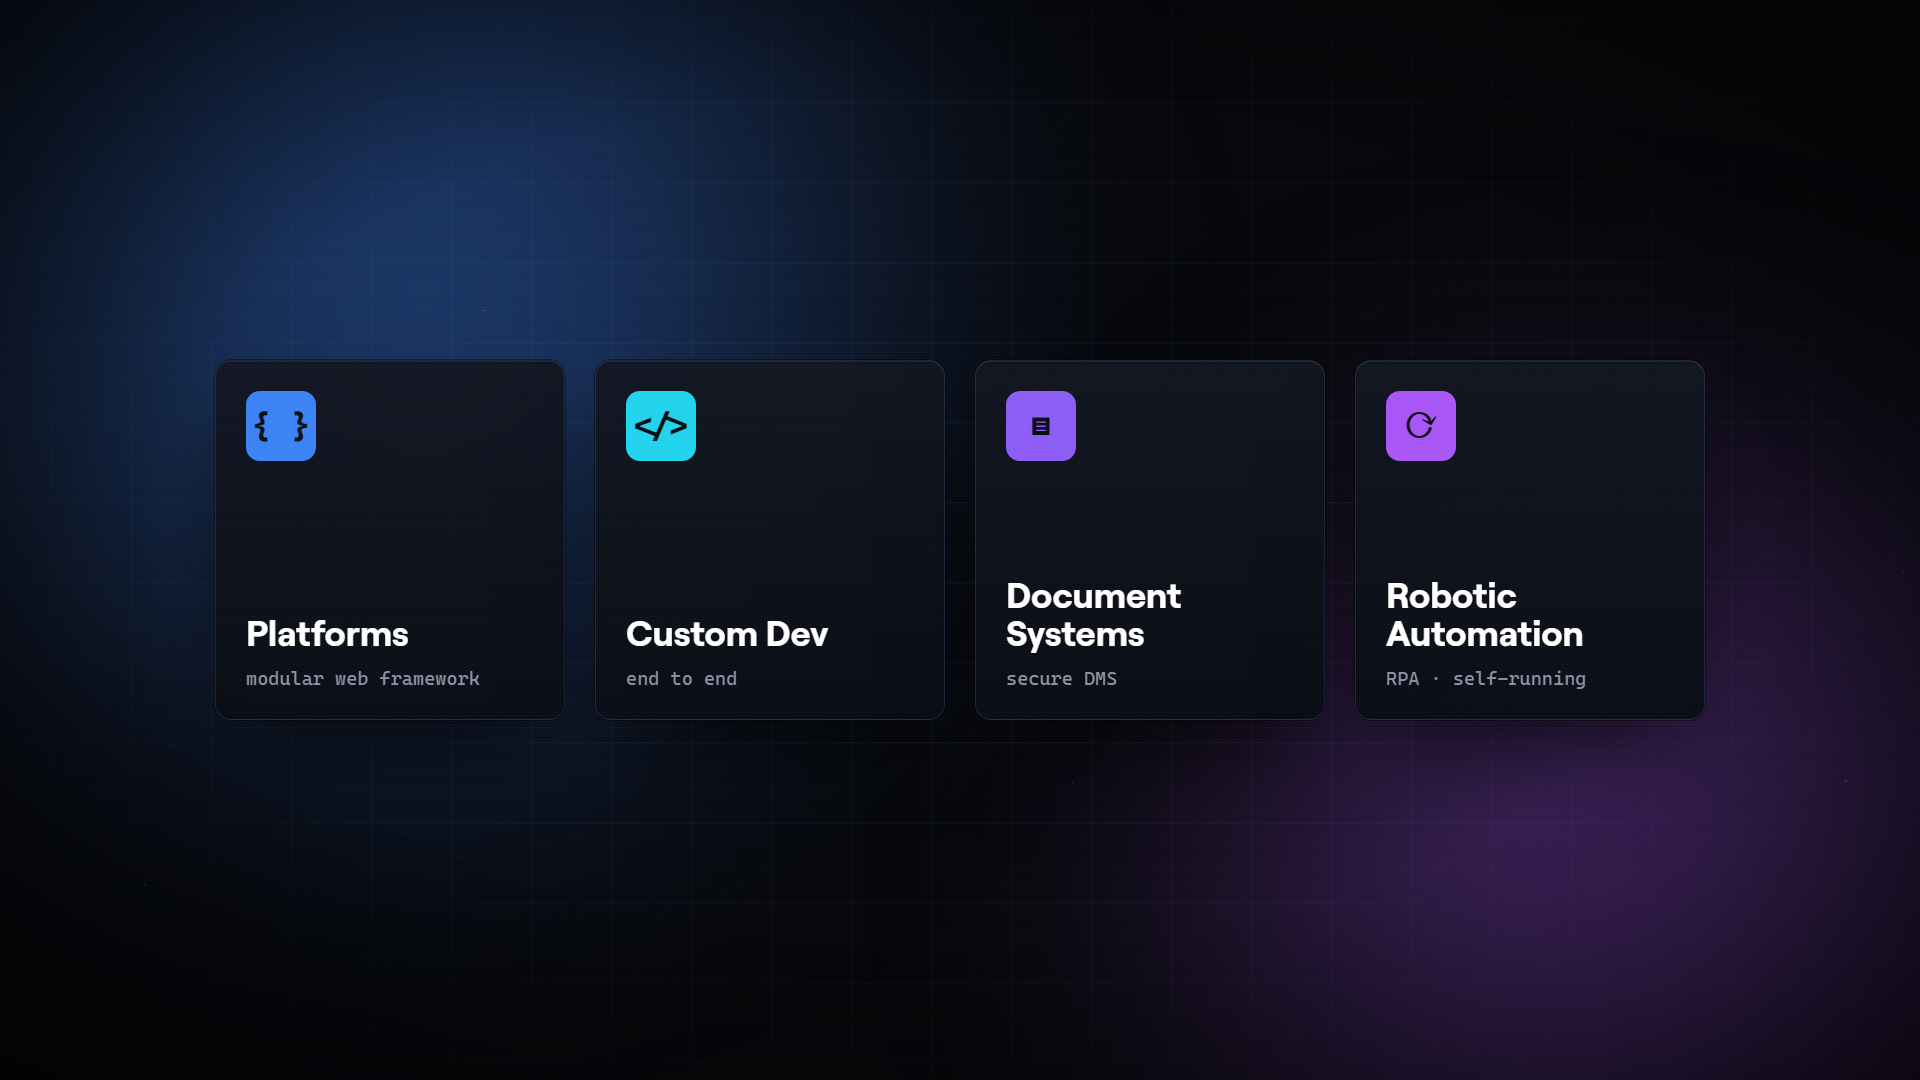 { }
Platforms
modular web framework
</>
Custom Dev
end to end
Document
Systems
secure DMS
Robotic
Automation
RPA · self-running